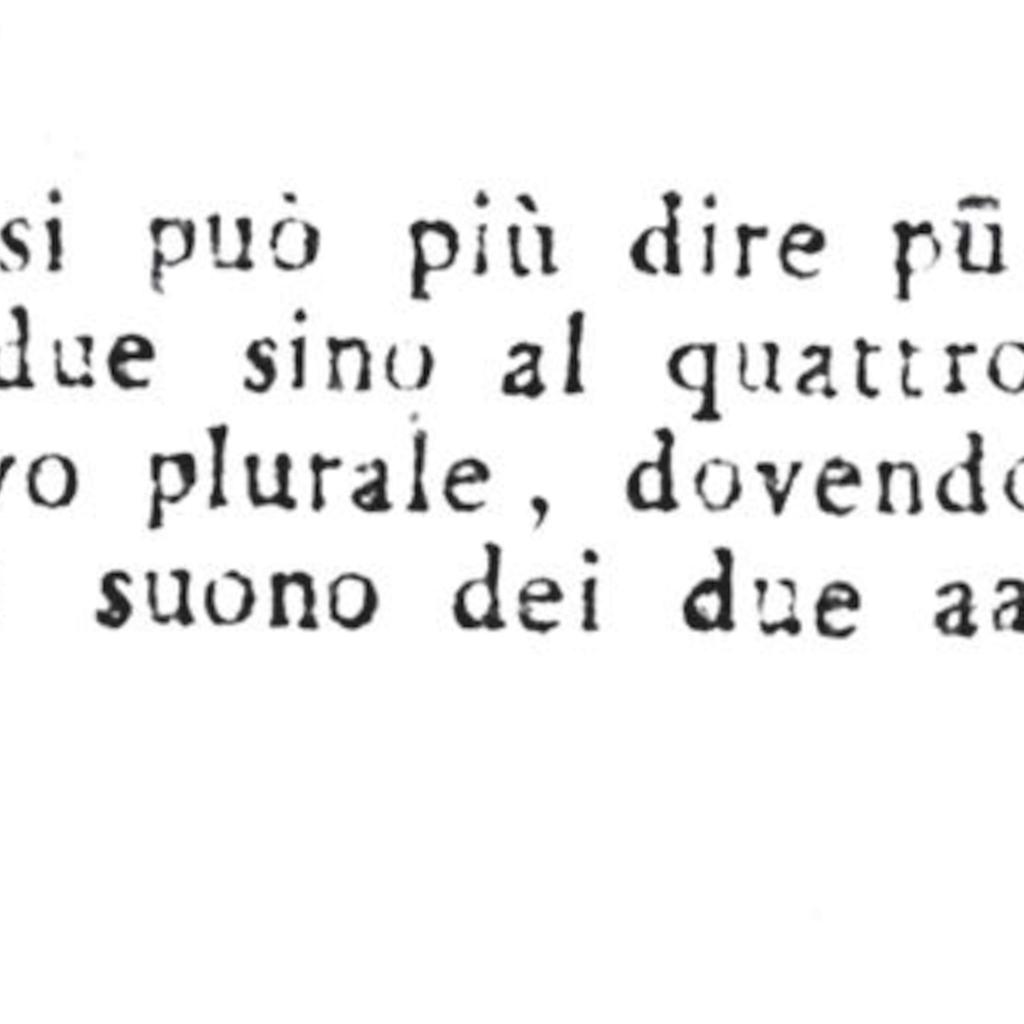 si può più dire pū
due sino al quattro
vo plurale, dovendo
suono dei due aa